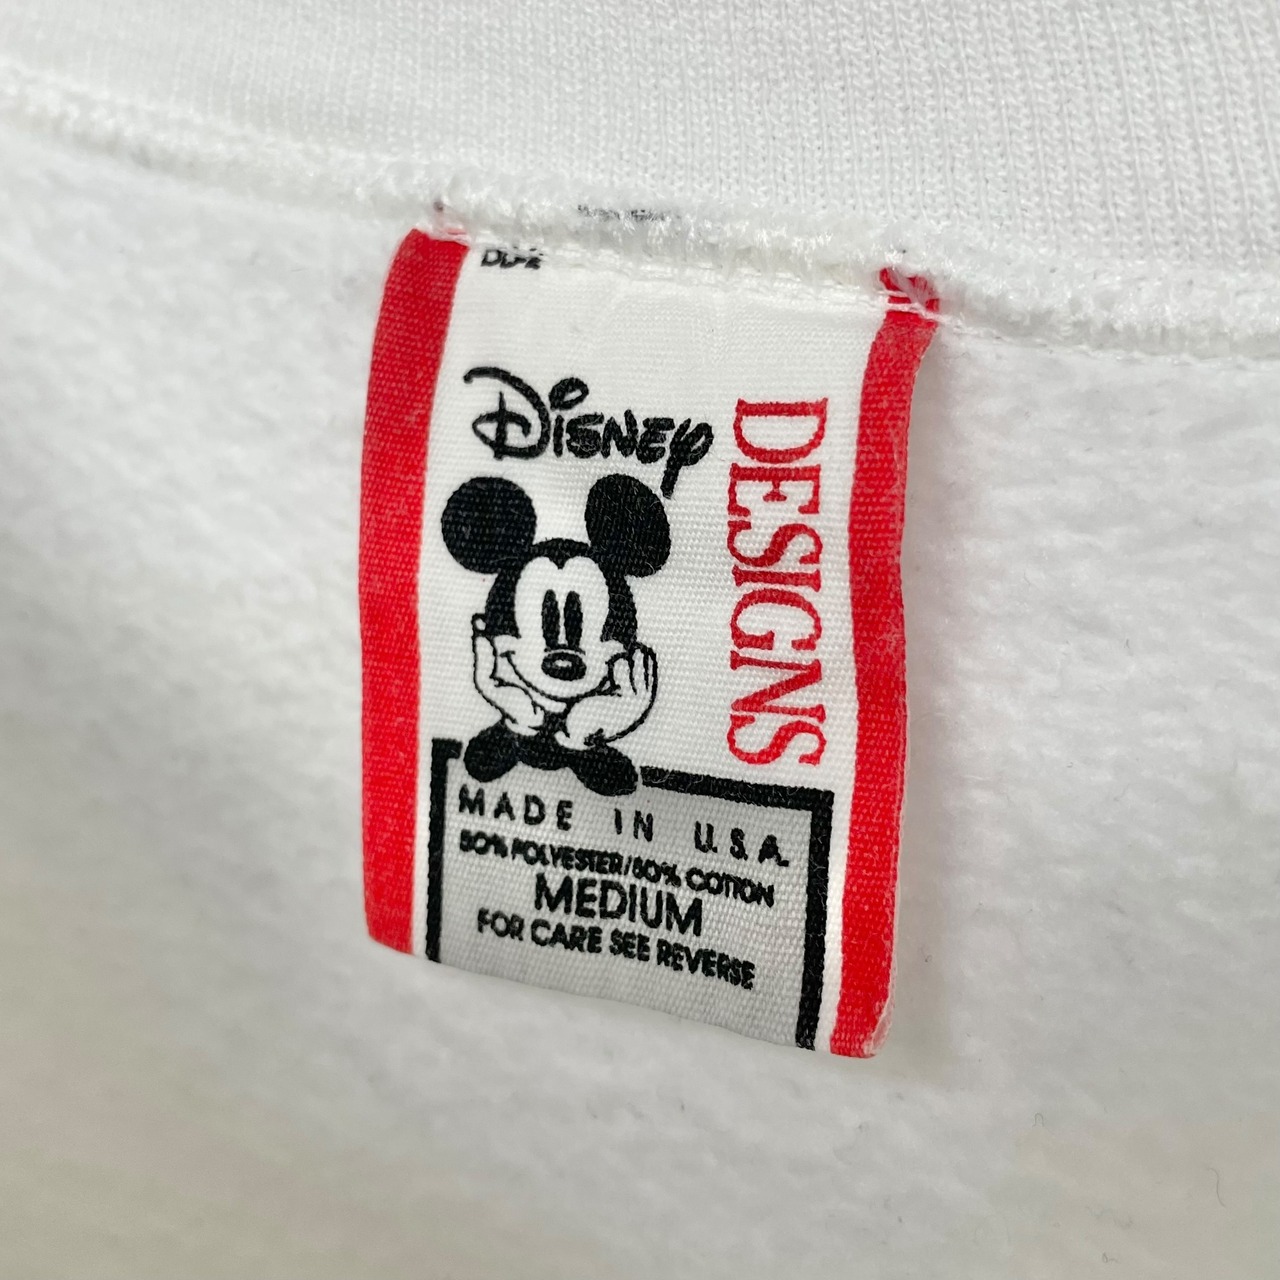 DISNEY
DESIGNS
MADE IN U.S.A.
50% POLYESTER/50% COTTON
MEDIUM
FOR CARE SEE REVERSE